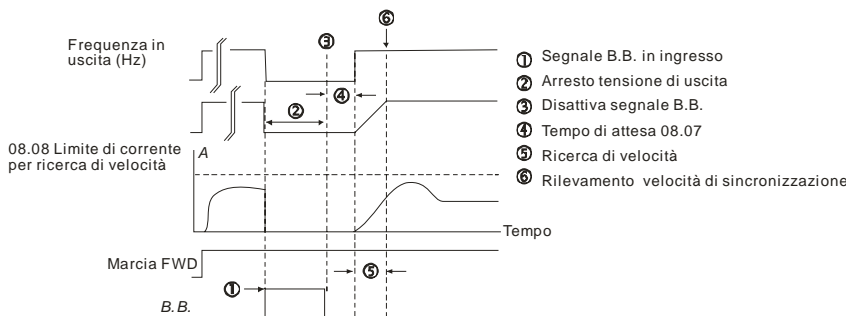 Frequenza in
uscita (Hz)
③
⑥
④
②
① Segnale B.B. in ingresso
② Arresto tensione di uscita
③ Disattiva segnale B.B.
④ Tempo di attesa 08.07
⑤ Ricerca di velocità
⑥ Rilevamento velocità di sincronizzazione
08.08 Limite di corrente
per ricerca di velocità
A
Tempo
Marcia FWD
⑤
①
B.B.